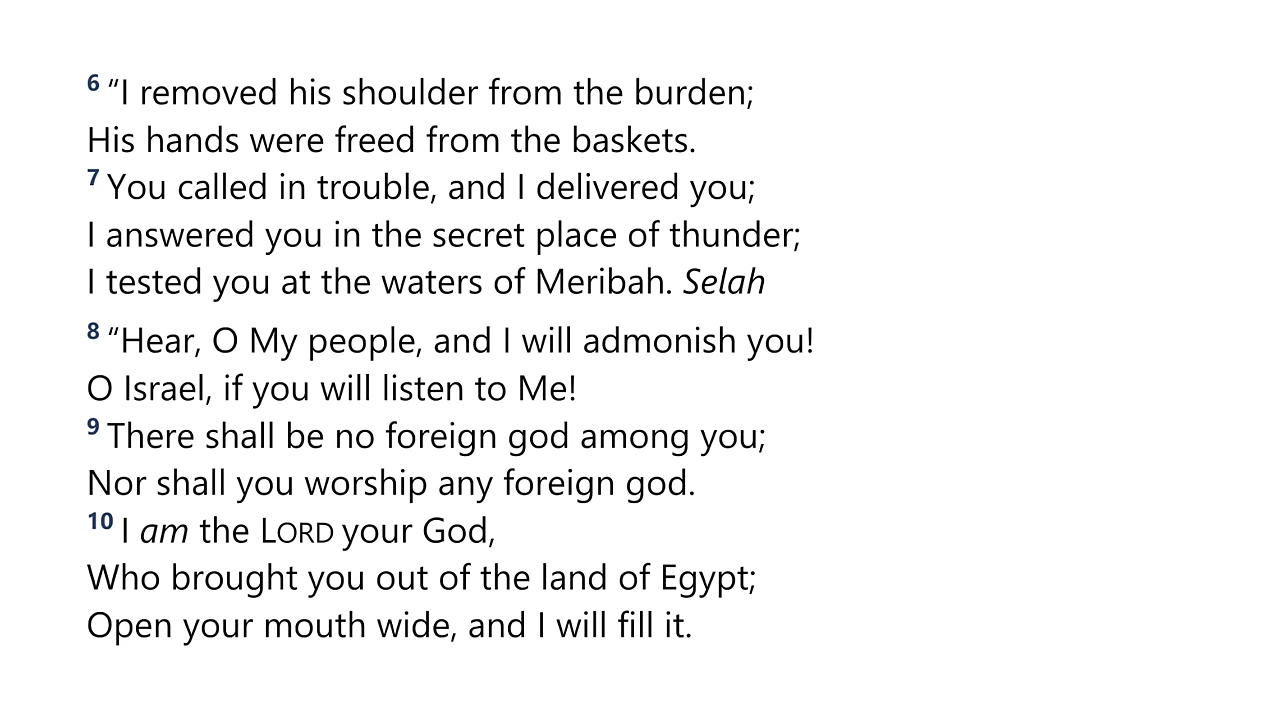 6 “I removed his shoulder from the burden;
His hands were freed from the baskets.
7 You called in trouble, and I delivered you;
I answered you in the secret place of thunder;
I tested you at the waters of Meribah. Selah
8 “Hear, O My people, and I will admonish you!
O Israel, if you will listen to Me!
9 There shall be no foreign god among you;
Nor shall you worship any foreign god.
10 I am the LORD your God,
Who brought you out of the land of Egypt;
Open your mouth wide, and I will fill it.